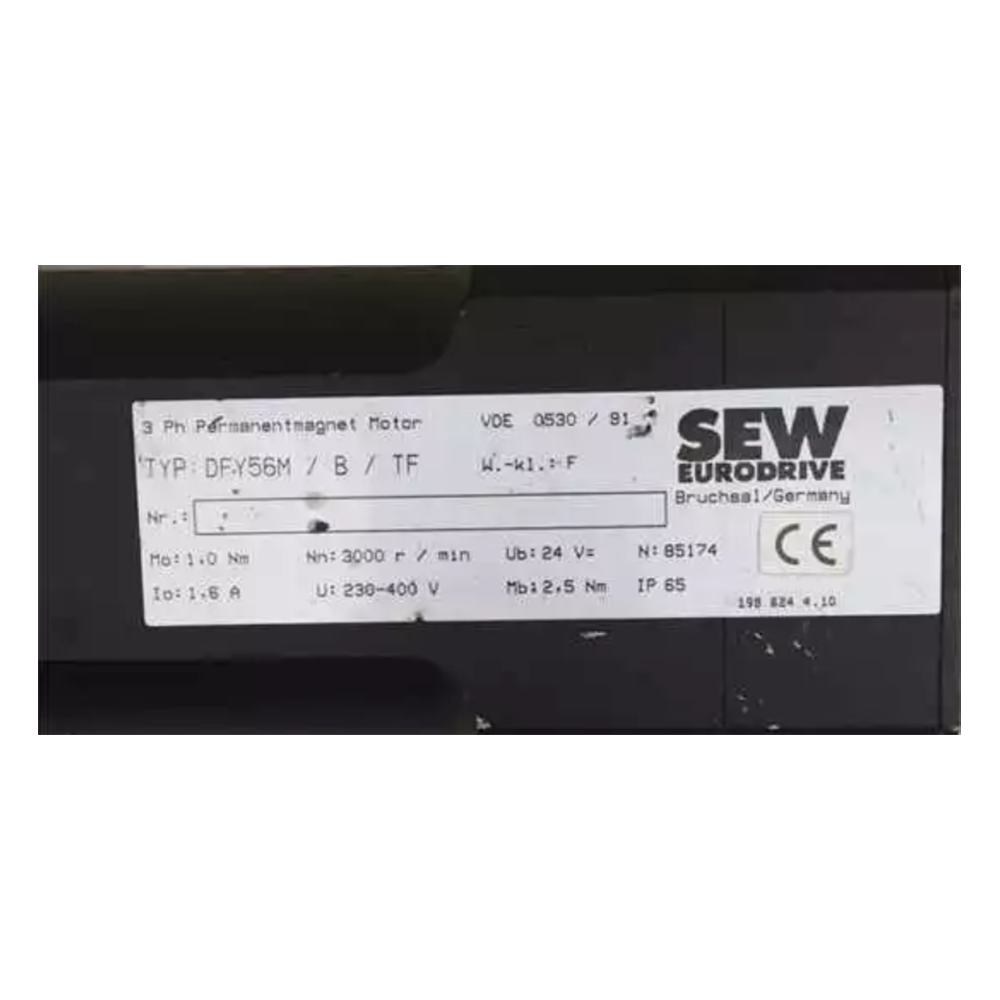 3 Ph Permanentmagnet Motor VDE 0530 / 91
SEW
EURODRIVE
TYP: DFY56M / B / TF W.-kl.: F
Bruchsal/Germany
Nr.:
CE
Mo: 1.0 Nm Nn: 3000 r / min Ub: 24 V= N: 85174
Io: 1.6 A U: 230-400 V Mb: 2.5 Nm IP 65
198 624 4.10